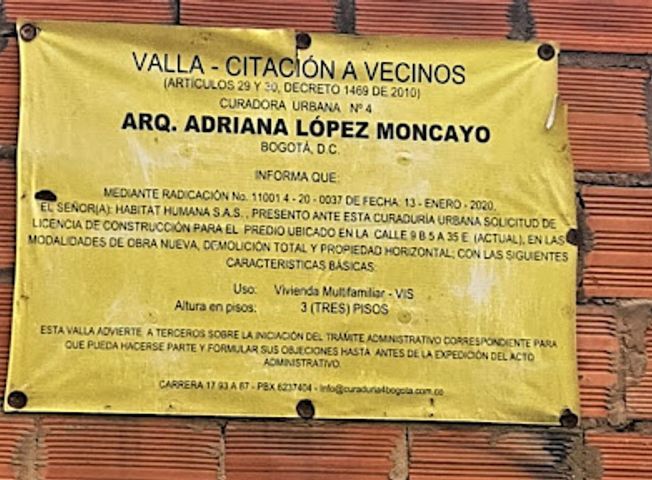 VALLA - CITACIÓN A VECINOS
(ARTÍCULOS 29 Y 30, DECRETO 1469 DE 2010)
CURADORA URBANA Nº 4
ARQ. ADRIANA LÓPEZ MONCAYO
BOGOTÁ, D.C.
INFORMA QUE:
MEDIANTE RADICACIÓN No. 11001 4 - 20 - 0037 DE FECHA: 13 - ENERO - 2020,
EL SEÑOR(A): HABITAT HUMANA S.A.S. , PRESENTO ANTE ESTA CURADURÍA URBANA SOLICITUD DE
LICENCIA DE CONSTRUCCIÓN PARA EL PREDIO UBICADO EN LA CALLE 9 B 5 A 35 E (ACTUAL), EN LAS
MODALIDADES DE OBRA NUEVA, DEMOLICIÓN TOTAL Y PROPIEDAD HORIZONTAL; CON LAS SIGUIENTES
CARACTERISTICAS BÁSICAS:
Uso: Vivienda Multifamiliar - VIS
Altura en pisos: 3 (TRES) PISOS
ESTA VALLA ADVIERTE A TERCEROS SOBRE LA INICIACIÓN DEL TRÁMITE ADMINISTRATIVO CORRESPONDIENTE PARA
QUE PUEDA HACERSE PARTE Y FORMULAR SUS OBJECIONES HASTA ANTES DE LA EXPEDICIÓN DEL ACTO
ADMINISTRATIVO.
CARRERA 17 93 A 87 - PBX 6237404 - Info@curaduria4bogota.com.co